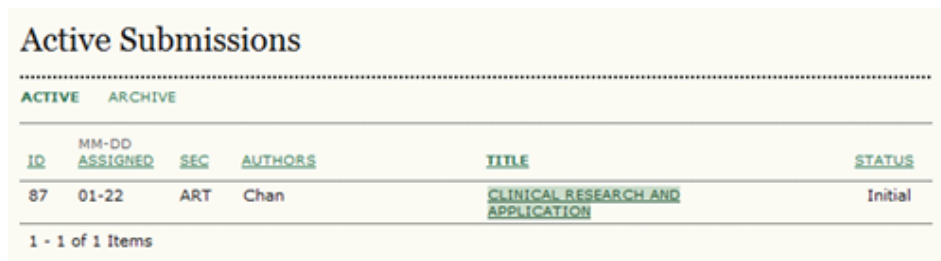 Active Submissions
ACTIVE ARCHIVE
MM-DD
ID ASSIGNED SEC AUTHORS TITLE STATUS
87 01-22 ART Chan CLINICAL RESEARCH AND Initial
APPLICATION
1 - 1 of 1 Items